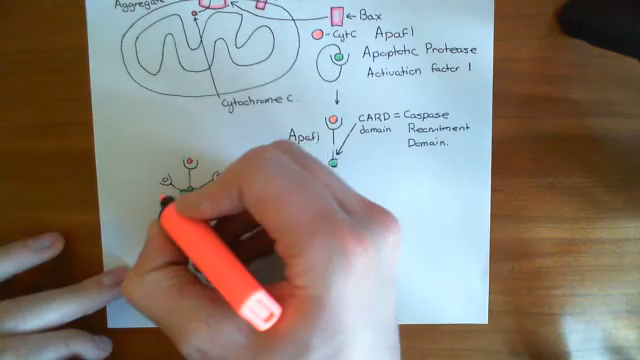 Aggregate
← Bax
- CytC Apaf1
Apoptotic Protease
Activation factor 1
Cytochrome C.
CARD = Caspase
domain Recruitment
Domain.
Apaf1